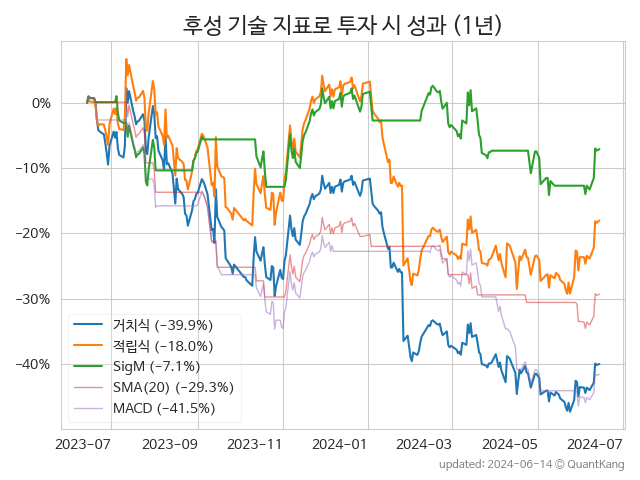 후성 기술 지표로 투자 시 성과 (1년)
0%
−10%
−20%
−30%
−40%
거치식 (−39.9%)
적립식 (−18.0%)
SigM (−7.1%)
SMA(20) (−29.3%)
MACD (−41.5%)
2023-07
2023-09
2023-11
2024-01
2024-03
2024-05
2024-07
updated: 2024-06-14 © QuantKang